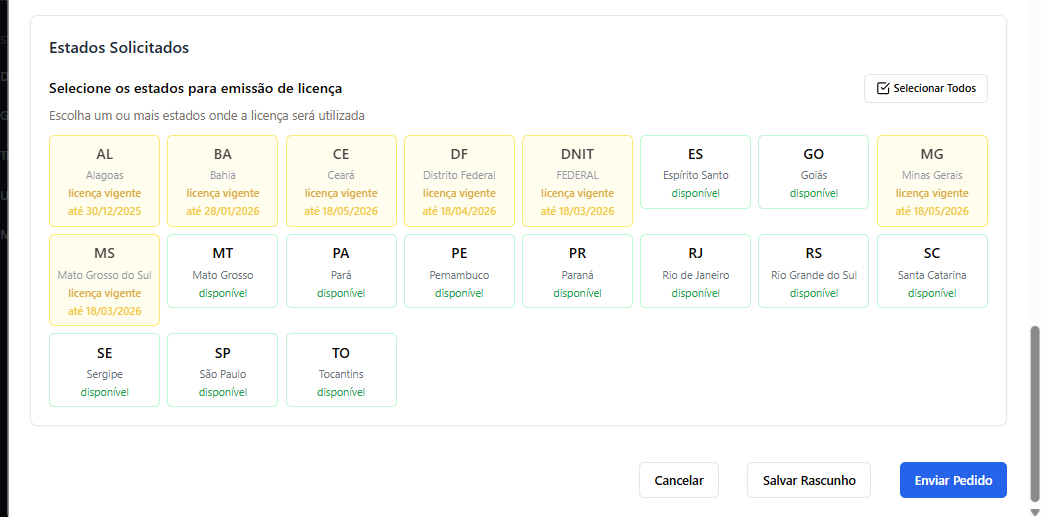 Estados Solicitados
Selecione os estados para emissão de licença
Selecionar Todos
Escolha um ou mais estados onde a licença será utilizada
AL
Alagoas
licença vigente
até 30/12/2025
BA
Bahia
licença vigente
até 28/01/2026
CE
Ceará
licença vigente
até 18/05/2026
DF
Distrito Federal
licença vigente
até 18/04/2026
DNIT
FEDERAL
licença vigente
até 18/03/2026
ES
Espírito Santo
disponível
GO
Goiás
disponível
MG
Minas Gerais
licença vigente
até 18/05/2026
MS
Mato Grosso do Sul
licença vigente
até 18/03/2026
MT
Mato Grosso
disponível
PA
Pará
disponível
PE
Pernambuco
disponível
PR
Paraná
disponível
RJ
Rio de Janeiro
disponível
RS
Rio Grande do Sul
disponível
SC
Santa Catarina
disponível
SE
Sergipe
disponível
SP
São Paulo
disponível
TO
Tocantins
disponível
Cancelar
Salvar Rascunho
Enviar Pedido